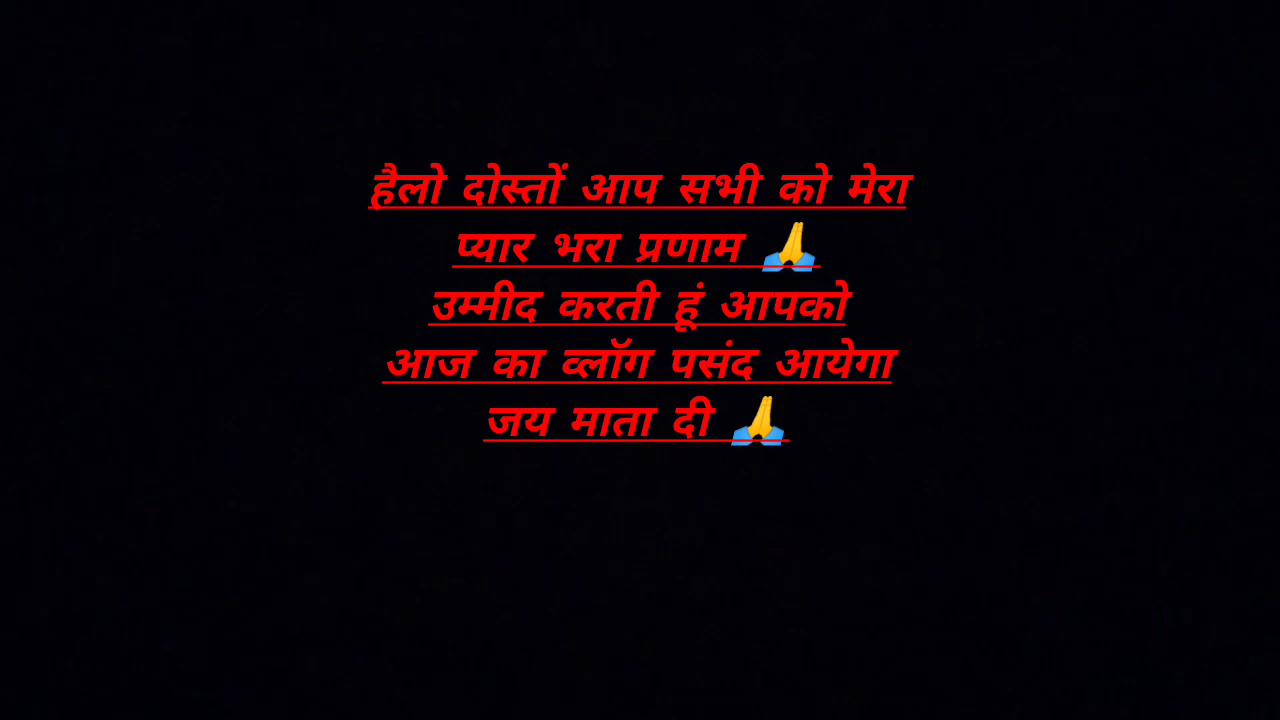 हैलो दोस्तों आप सभी को मेरा
प्यार भरा प्रणाम 🙏
उम्मीद करती हूं आपको
आज का व्लॉग पसंद आयेगा
जय माता दी 🙏